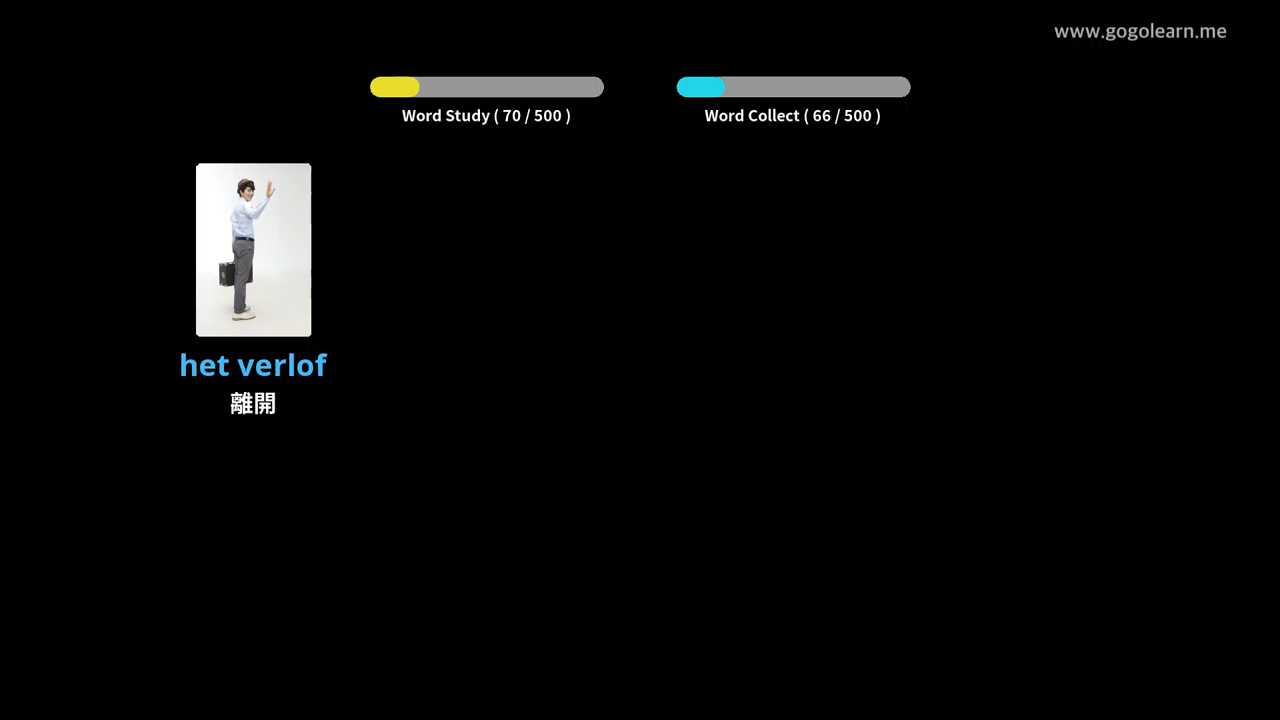 www.gogolearn.me
Word Study ( 70 / 500 )
Word Collect ( 66 / 500 )
het verlof
離開